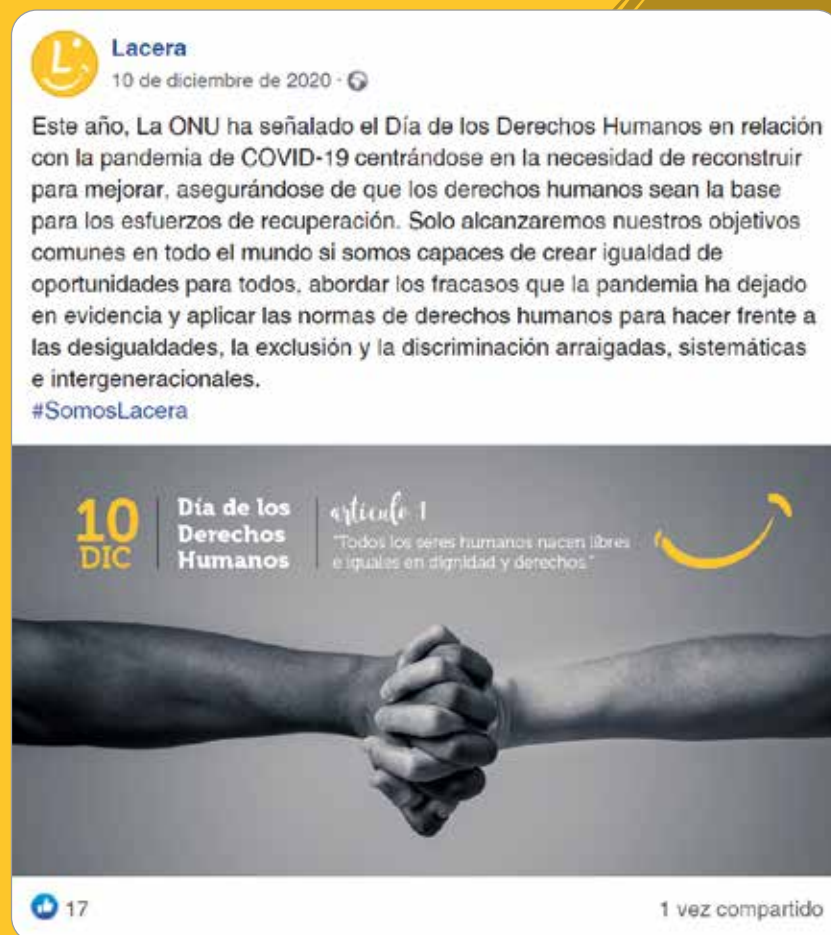 L
Lacera
10 de diciembre de 2020 ·
Este año, La ONU ha señalado el Día de los Derechos Humanos en relación
con la pandemia de COVID-19 centrándose en la necesidad de reconstruir
para mejorar, asegurándose de que los derechos humanos sean la base
para los esfuerzos de recuperación. Solo alcanzaremos nuestros objetivos
comunes en todo el mundo si somos capaces de crear igualdad de
oportunidades para todos, abordar los fracasos que la pandemia ha dejado
en evidencia y aplicar las normas de derechos humanos para hacer frente a
las desigualdades, la exclusión y la discriminación arraigadas, sistemáticas
e intergeneracionales.
#SomosLacera
10
DIC
Día de los
Derechos
Humanos
artículo 1
"Todos los seres humanos nacen libres
e iguales en dignidad y derechos."
17
1 vez compartido